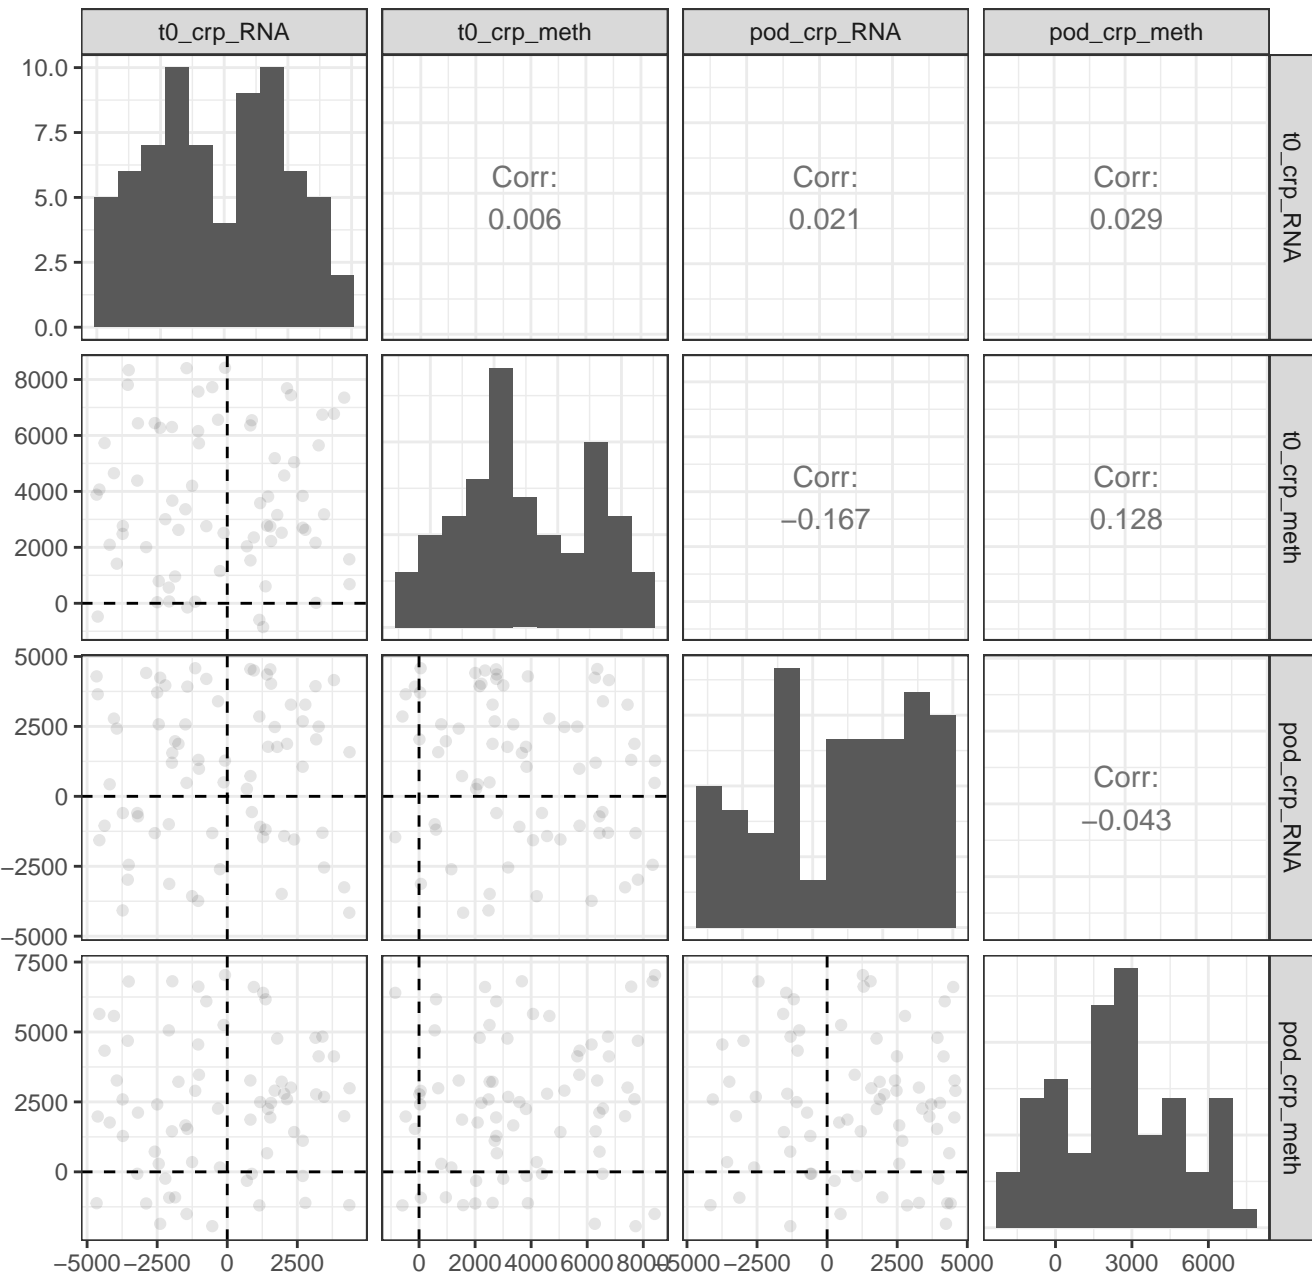 t0_crp_RNA
t0_crp_meth
pod_crp_RNA
pod_crp_meth
10.0
7.5
5.0
2.5
0.0
Corr:
0.006
Corr:
0.021
Corr:
0.029
t0_crp_RNA
8000
6000
4000
2000
0
Corr:
−0.167
Corr:
0.128
t0_crp_meth
5000
2500
0
−2500
−5000
Corr:
−0.043
pod_crp_RNA
7500
5000
2500
0
pod_crp_meth
−5000 −2500 0 2500
0 2000 4000 6000 8000
−5000 −2500 0 2500 5000
0 3000 6000